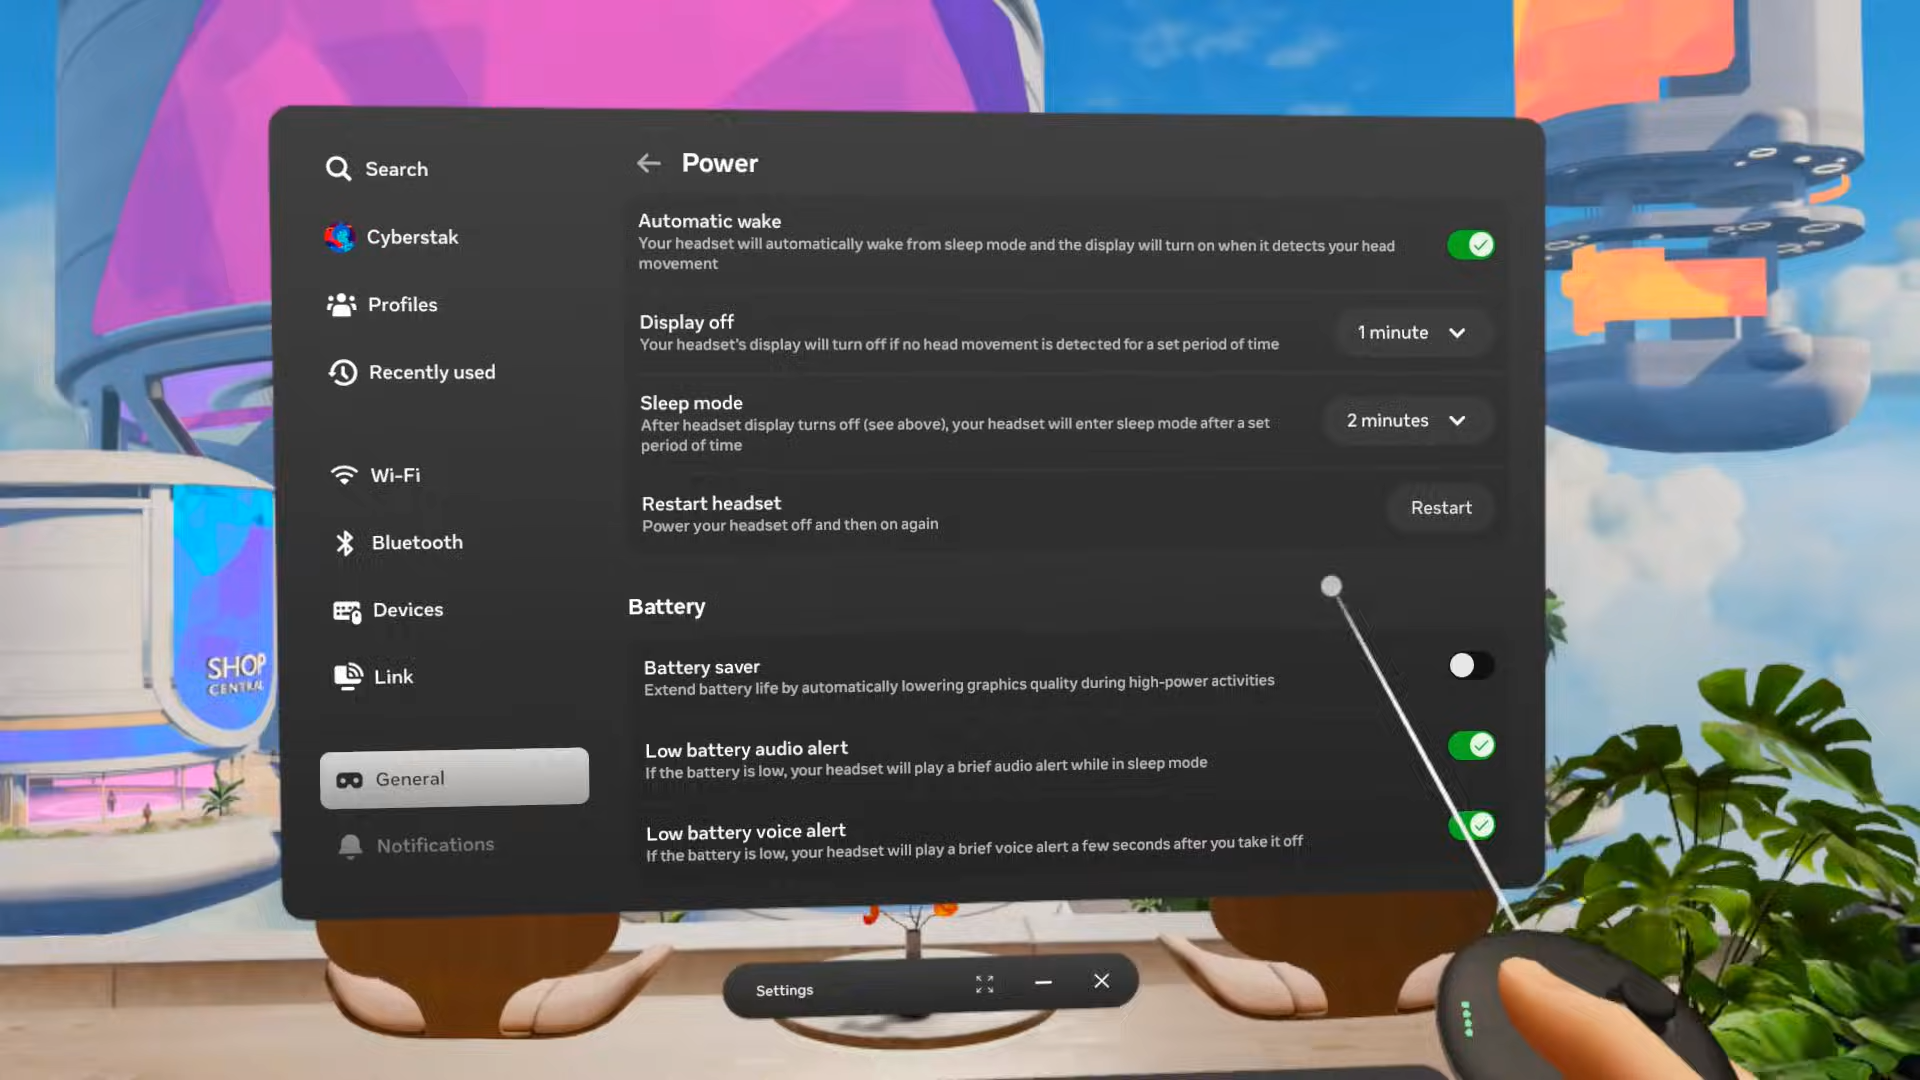 Search
Cyberstak
Profiles
Recently used
Wi-Fi
Bluetooth
Devices
Link
General
Notifications
Power
Automatic wake
Your headset will automatically wake from sleep mode and the display will turn on when it detects your head
movement
Display off
Your headset's display will turn off if no head movement is detected for a set period of time
1 minute
Sleep mode
After headset display turns off (see above), your headset will enter sleep mode after a set
period of time
2 minutes
Restart headset
Power your headset off and then on again
Restart
Battery
Battery saver
Extend battery life by automatically lowering graphics quality during high-power activities
Low battery audio alert
If the battery is low, your headset will play a brief audio alert while in sleep mode
Low battery voice alert
If the battery is low, your headset will play a brief voice alert a few seconds after you take it off
SHOP
CENTRAL
Settings